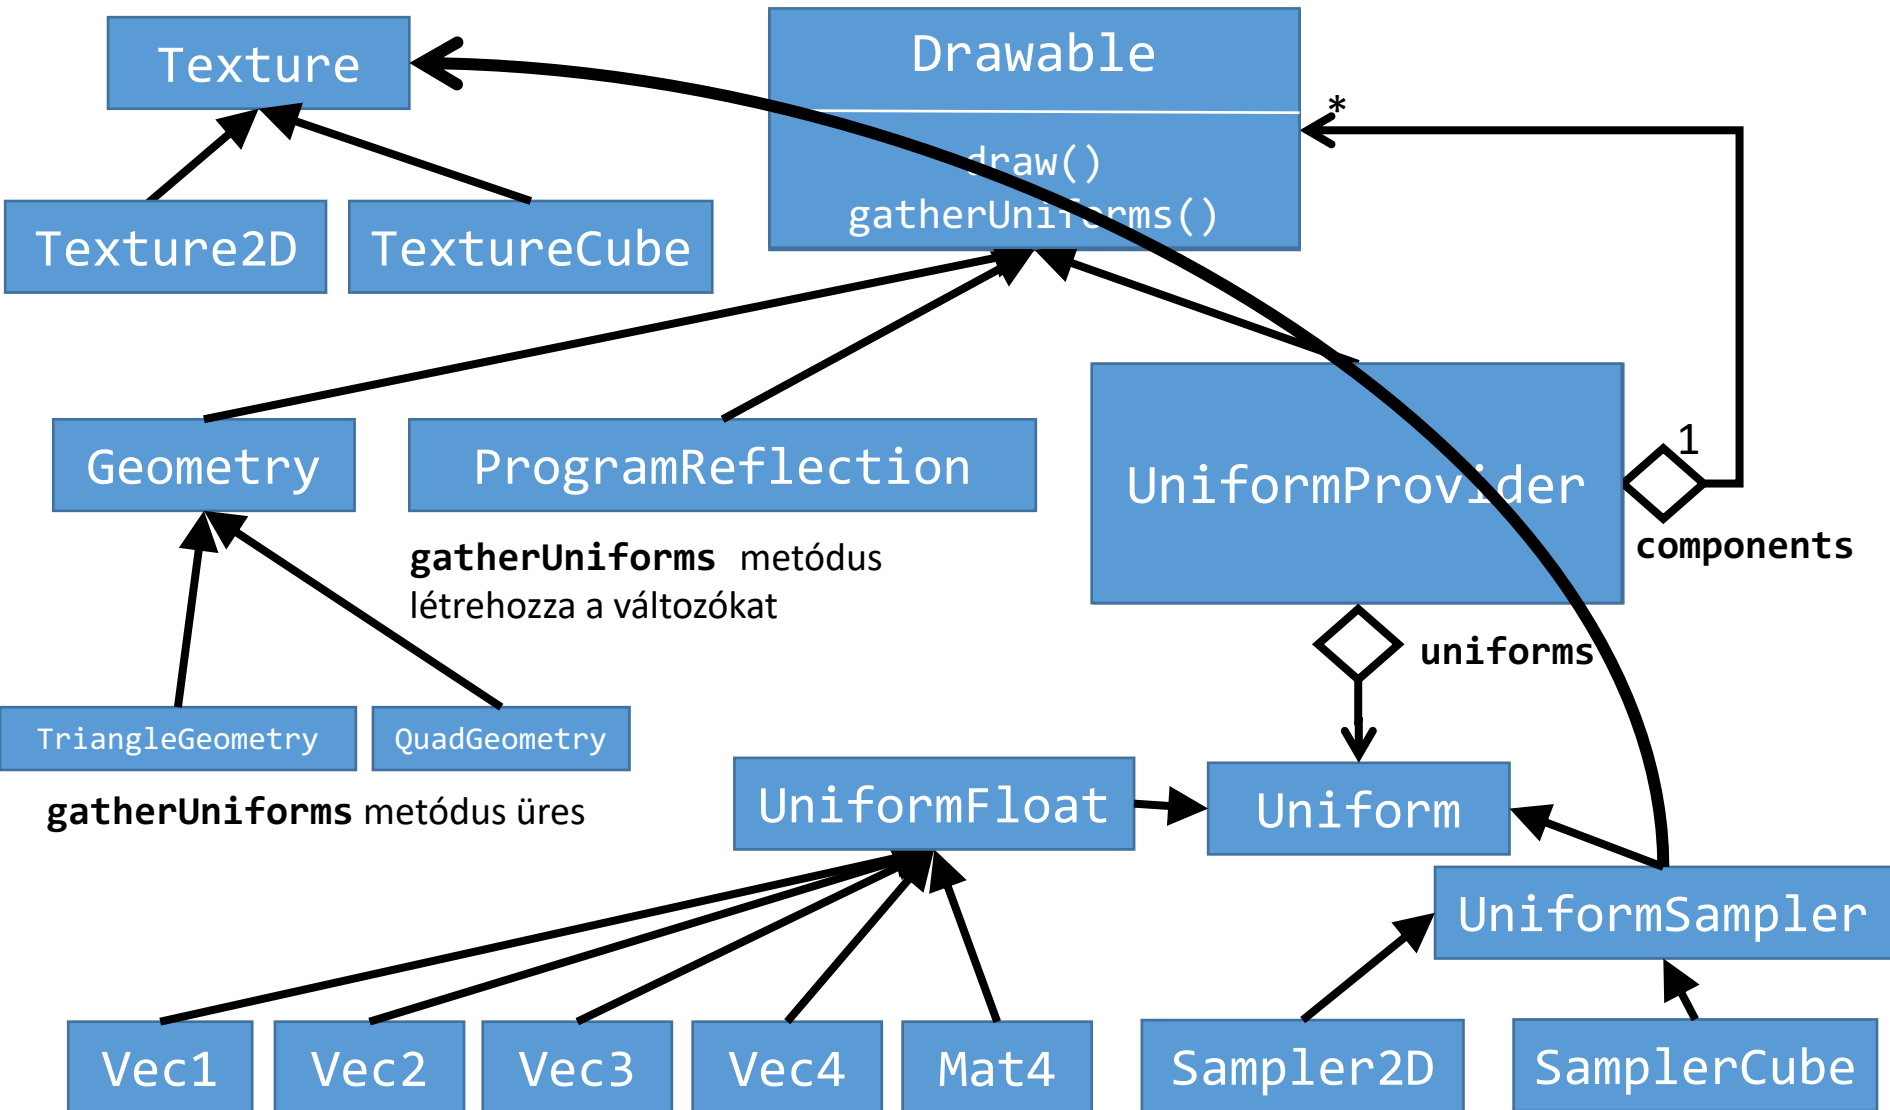 Texture
Drawable
*
draw()
gatherUniforms()
Texture2D
TextureCube
Geometry
ProgramReflection
UniformProvider
1
gatherUniforms metódus
létrehozza a változókat
components
uniforms
TriangleGeometry
QuadGeometry
gatherUniforms metódus üres
UniformFloat
Uniform
UniformSampler
Vec1
Vec2
Vec3
Vec4
Mat4
Sampler2D
SamplerCube